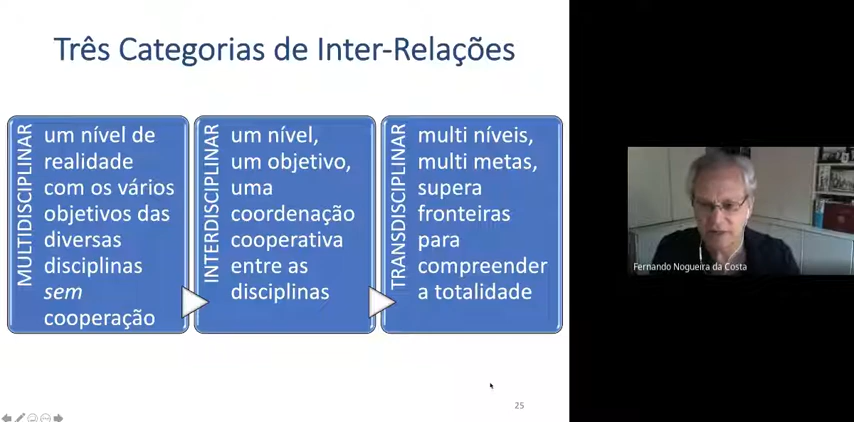 Três Categorias de Inter-Relações
MULTIDISCIPLINAR
um nível de
realidade
com os vários
objetivos das
diversas
disciplinas
sem
cooperação
INTERDISCIPLINAR
um nível,
um objetivo,
uma
coordenação
cooperativa
entre as
disciplinas
TRANSDISCIPLINAR
multi níveis,
multi metas,
supera
fronteiras
para
compreender
a totalidade
Fernando Nogueira da Costa
25